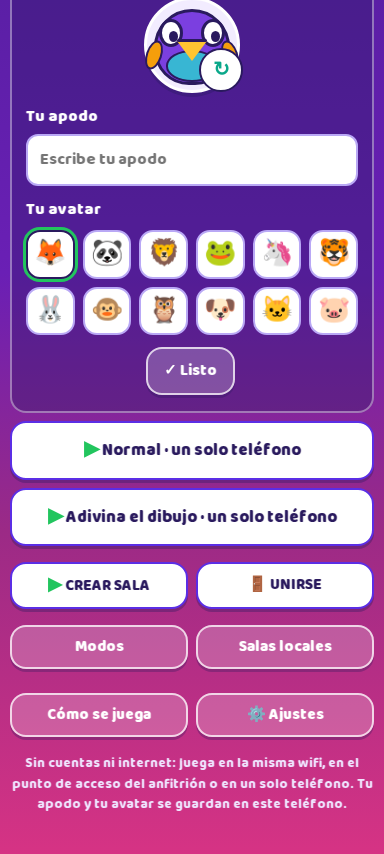 Tu apodo
Escribe tu apodo
Tu avatar
✓ Listo
Normal · un solo teléfono
Adivina el dibujo · un solo teléfono
CREAR SALA
UNIRSE
Modos
Salas locales
Cómo se juega
Ajustes
Sin cuentas ni internet: juega en la misma wifi, en el
punto de acceso del anfitrión o en un solo teléfono. Tu
apodo y tu avatar se guardan en este teléfono.